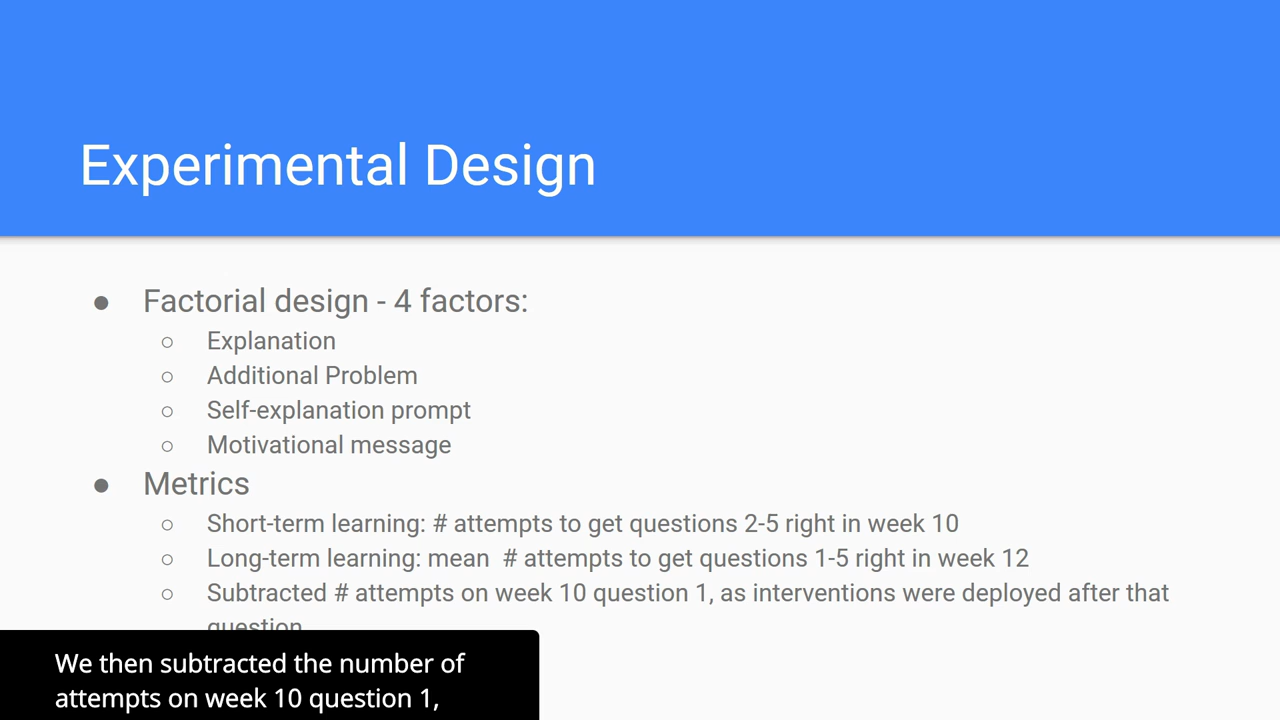 Experimental Design
● Factorial design - 4 factors:
○ Explanation
○ Additional Problem
○ Self-explanation prompt
○ Motivational message
● Metrics
○ Short-term learning: # attempts to get questions 2-5 right in week 10
○ Long-term learning: mean # attempts to get questions 1-5 right in week 12
○ Subtracted # attempts on week 10 question 1, as interventions were deployed after that
question
We then subtracted the number of
attempts on week 10 question 1,